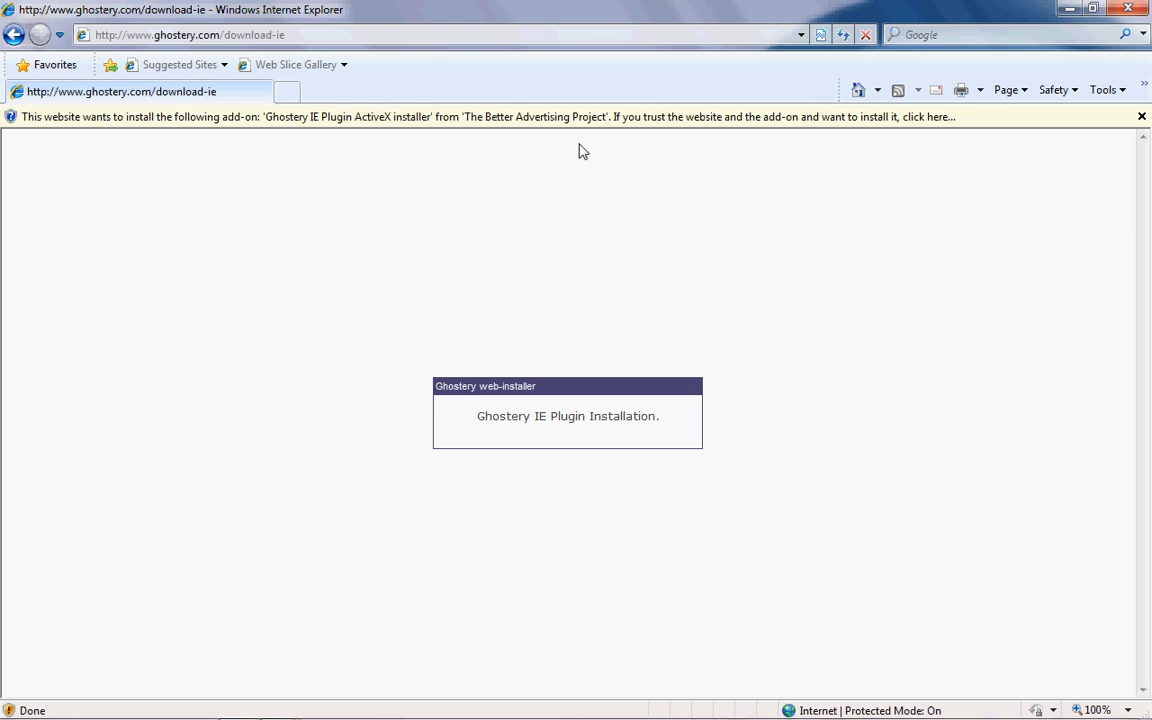 http://www.ghostery.com/download-ie - Windows Internet Explorer
http://www.ghostery.com/download-ie
Google
Favorites
Suggested Sites
Web Slice Gallery
http://www.ghostery.com/download-ie
Page
Safety
Tools
This website wants to install the following add-on: 'Ghostery IE Plugin ActiveX installer' from 'The Better Advertising Project'. If you trust the website and the add-on and want to install it, click here...
Ghostery web-installer
Ghostery IE Plugin Installation.
Done
Internet | Protected Mode: On
100%